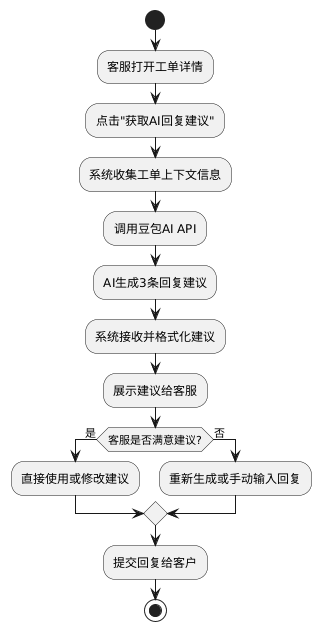 客服打开工单详情
点击"获取AI回复建议"
系统收集工单上下文信息
调用豆包AI API
AI生成3条回复建议
系统接收并格式化建议
展示建议给客服
客服是否满意建议?
是
否
直接使用或修改建议
重新生成或手动输入回复
提交回复给客户